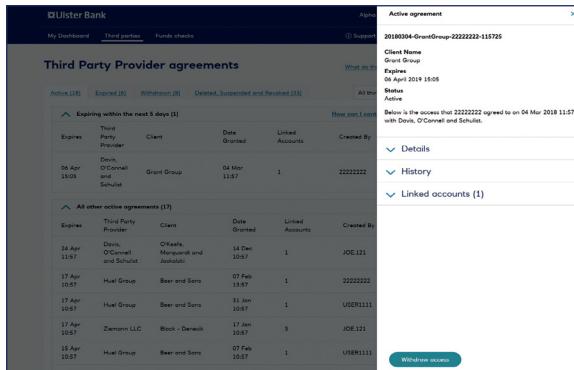 Ulster Bank
Alpha
My Dashboard Third parties Funds checks Support
Third Party Provider agreements
What do th
Active (18) Expired (6) Withdrawn (8) Deleted, Suspended and Revoked (33) All thir
Expiring within the next 5 days (1) How can I cont
Expires Third Party Provider Client Date Granted Linked Accounts Created By
06 Apr 15:05 Davis, O'Connell and Schulist Grant Group 04 Mar 11:57 1 22222222
All other active agreements (17)
Expires Third Party Provider Client Date Granted Linked Accounts Created By
24 Apr 11:57 Davis, O'Connell and Schulist O'Keefe, Marquardt and Jaskolski 14 Dec 10:57 1 JOE.121
17 Apr 10:57 Huel Group Beer and Sons 07 Feb 13:57 1 22222222
17 Apr 10:57 Huel Group Beer and Sons 31 Jan 10:57 1 USER1111
17 Apr 10:57 Ziemann LLC Block - Denesik 17 Jan 10:57 3 JOE.121
15 Apr 10:57 Huel Group Beer and Sons 07 Feb 10:57 1 USER1111
Active agreement
20180304-GrantGroup-22222222-115725
Client Name
Grant Group
Expires
06 April 2019 15:05
Status
Active
Below is the access that 22222222 agreed to on 04 Mar 2018 11:57
with Davis, O'Connell and Schulist.
Details
History
Linked accounts (1)
Withdraw access